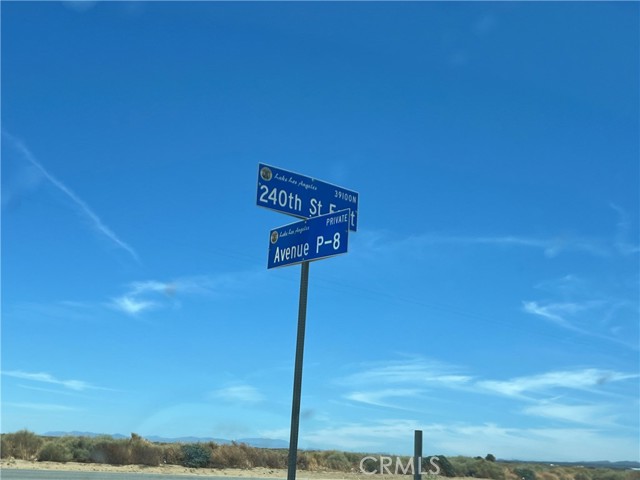 Lake Los Angeles 39100N
240th St E
Lake Los Angeles PRIVATE
Avenue P-8
CRMLS